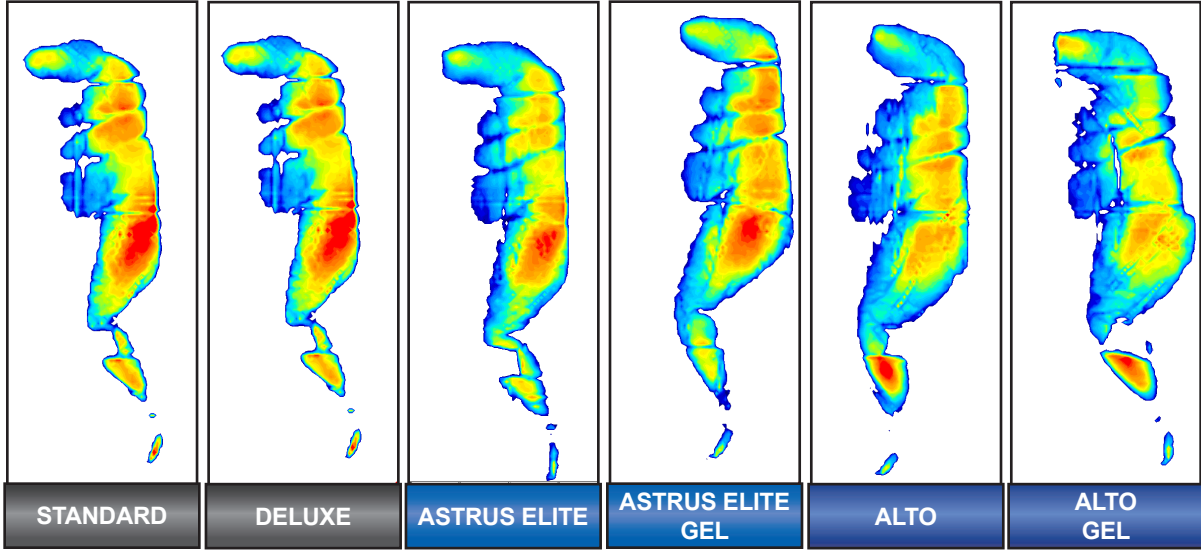 STANDARD
DELUXE
ASTRUS ELITE
ASTRUS ELITE
GEL
ALTO
ALTO
GEL